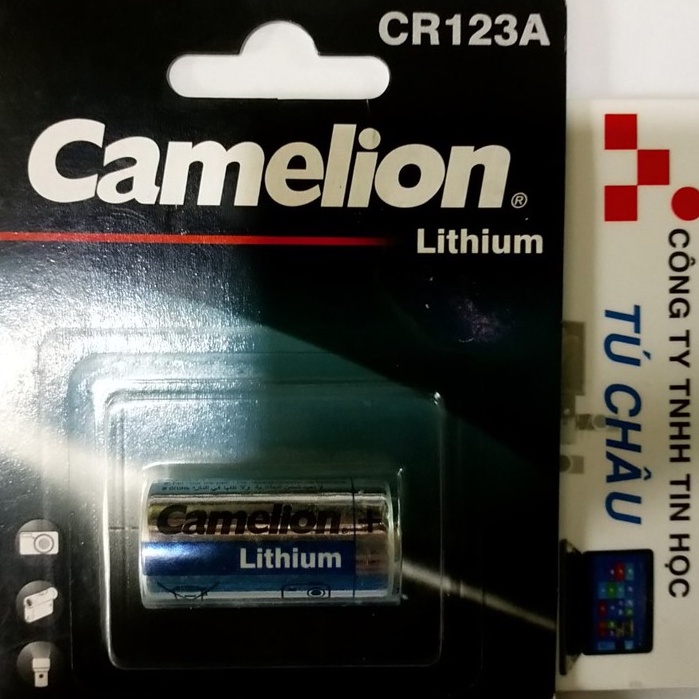 CR123A
Camelion®
Lithium
Camelion +
Lithium
CÔNG TY TNHH TIN HỌC
TÚ CHÂU